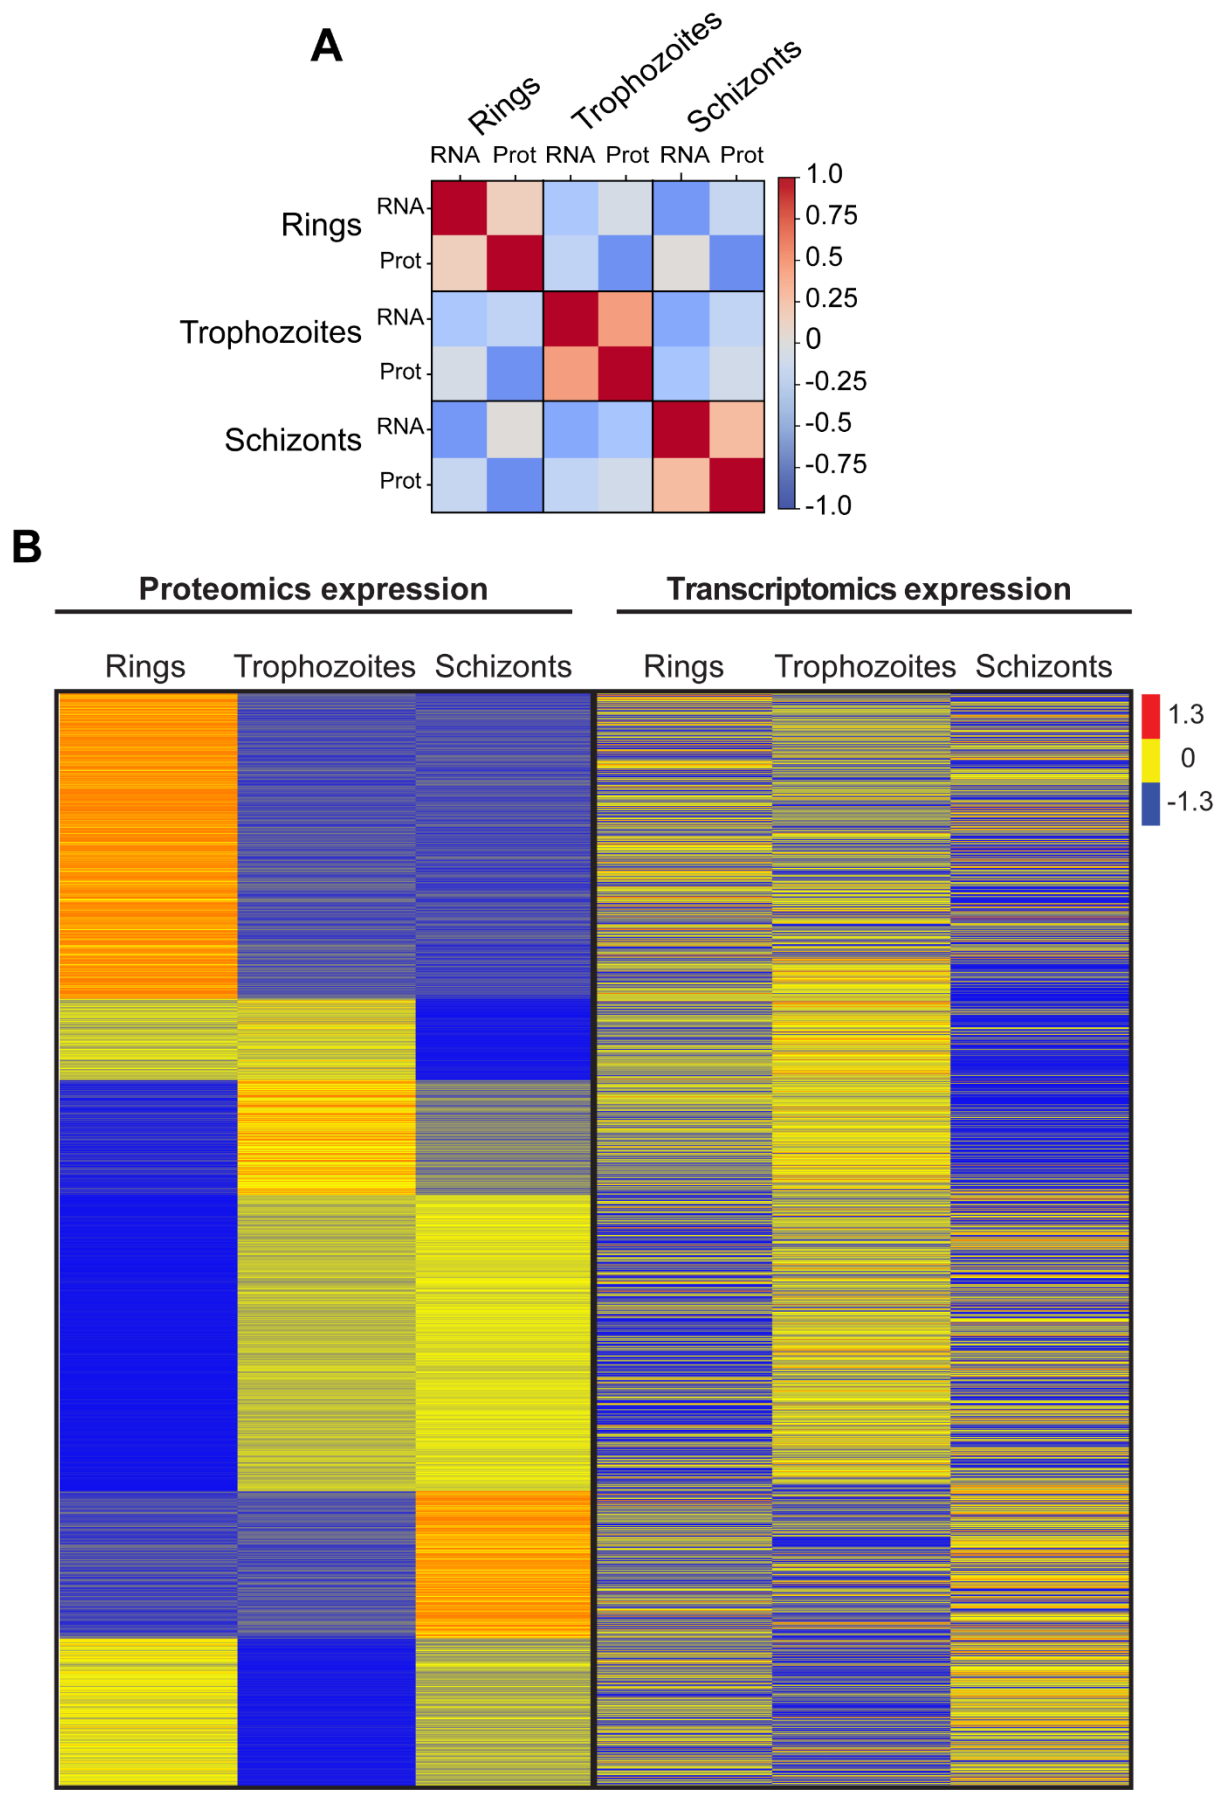 A
Rings Trophozoites Schizonts
RNA Prot RNA Prot RNA Prot
Rings RNA
Prot
Trophozoites RNA
Prot
Schizonts RNA
Prot
1.0
0.75
0.5
0.25
0
-0.25
-0.5
-0.75
-1.0
B
Proteomics expression Transcriptomics expression
Rings Trophozoites Schizonts Rings Trophozoites Schizonts
1.3
0
-1.3